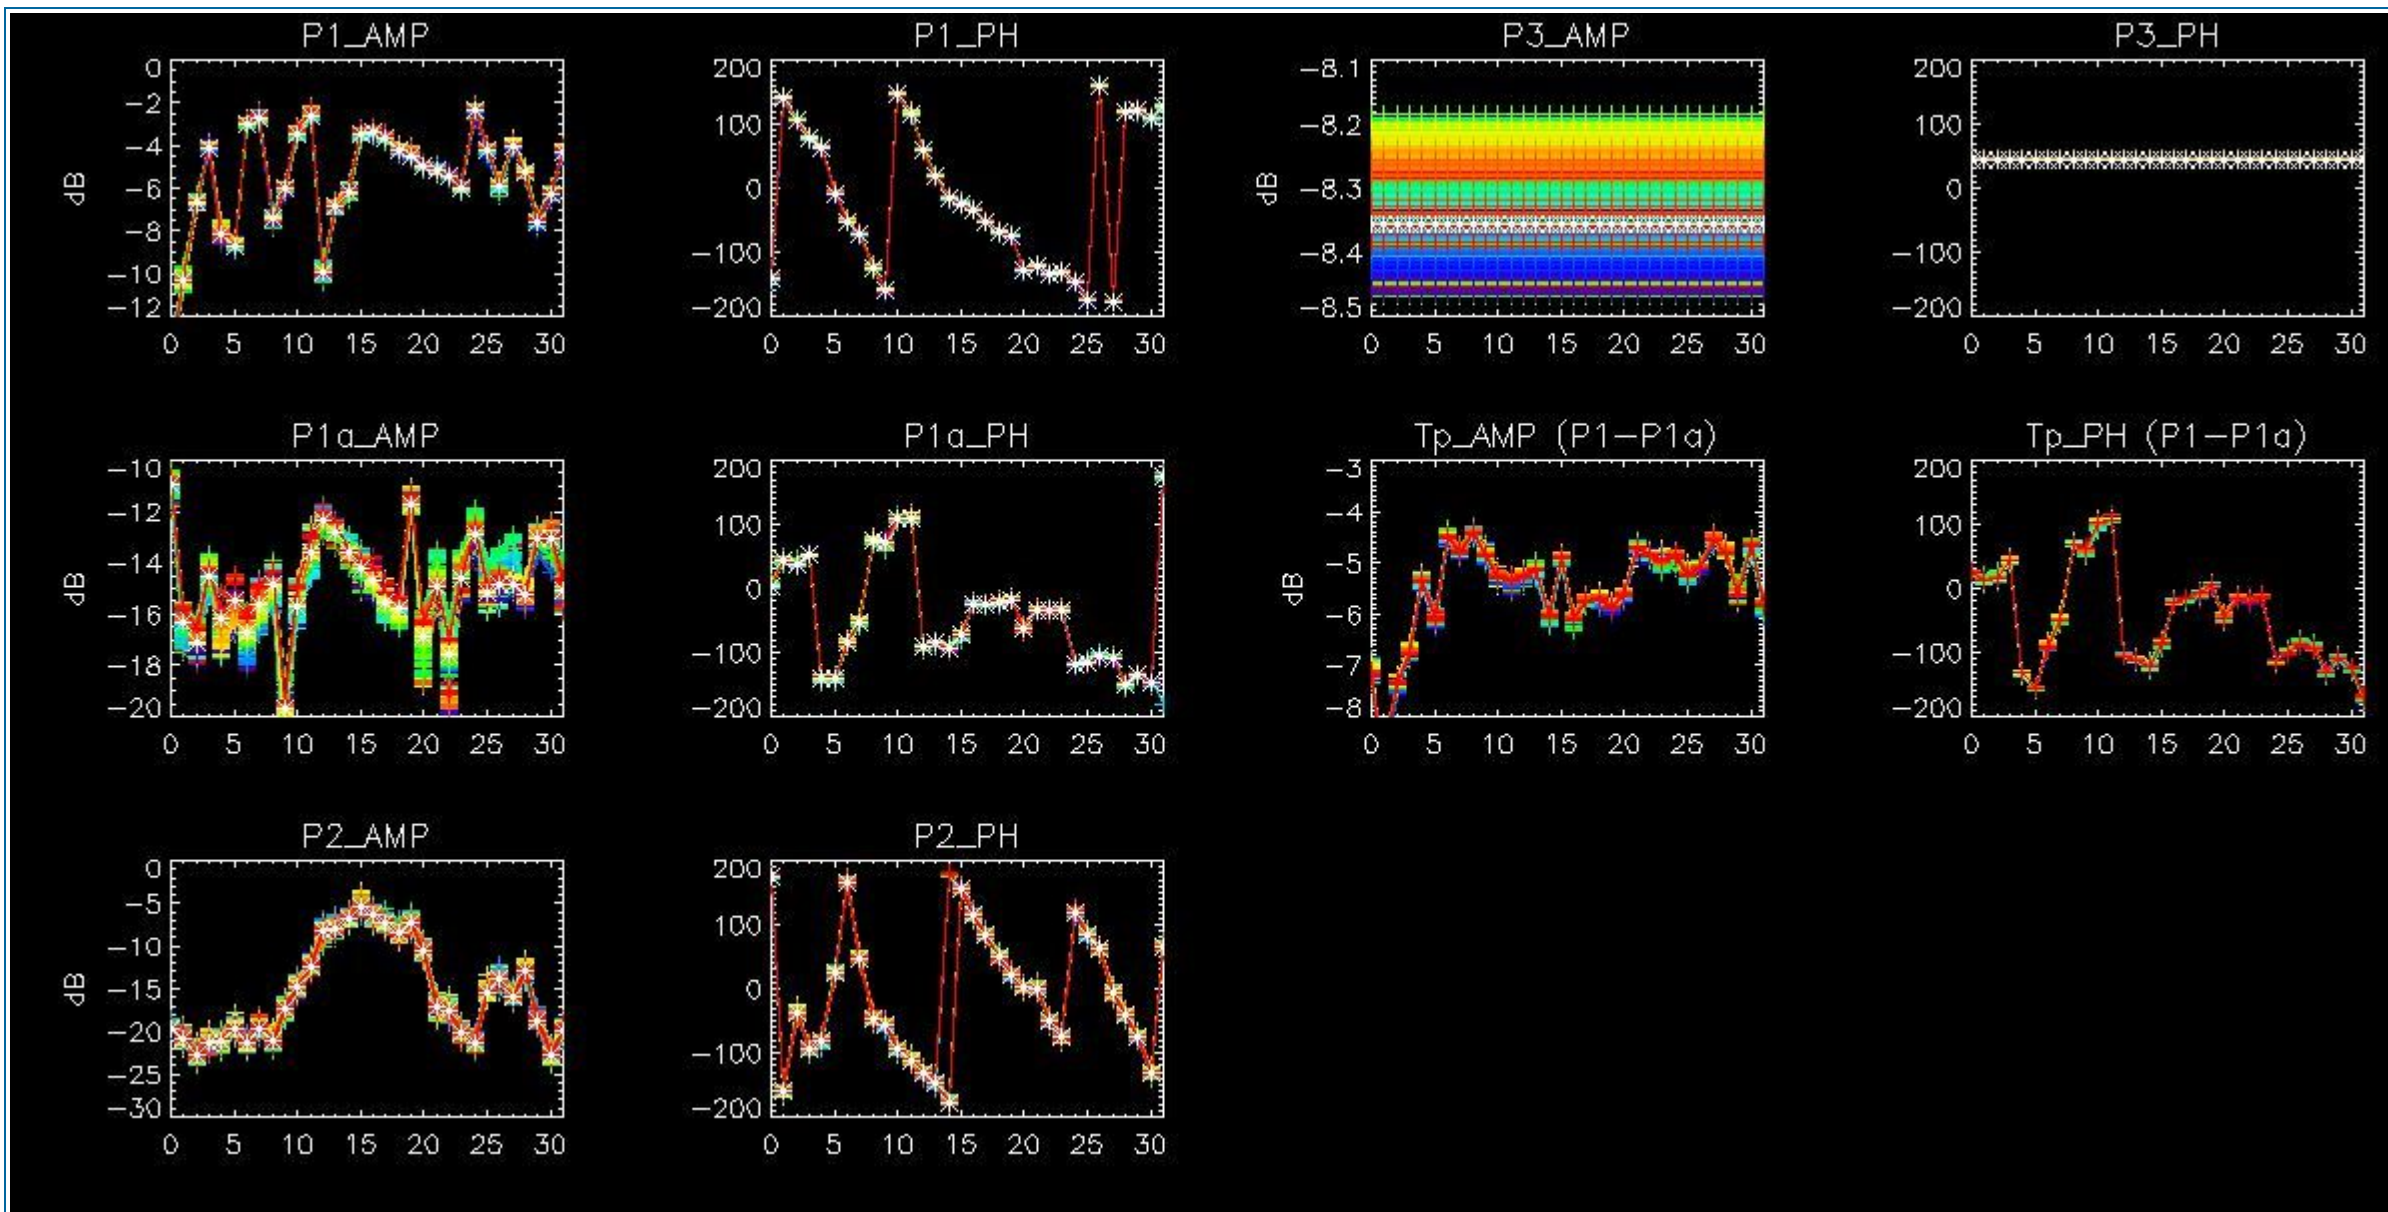 P1_AMP P1_PH P3_AMP P3_PH
0 200 -8.1 200
-2
100 -8.2 100
-4
dB 0 dB -8.3 0
-6
-8
-100 -8.4 -100
-10
-12 -200 -8.5 -200
0 5 10 15 20 25 30 0 5 10 15 20 25 30 0 5 10 15 20 25 30 0 5 10 15 20 25 30
P1a_AMP P1a_PH Tp_AMP (P1-P1a) Tp_PH (P1-P1a)
-10 200 -3 200
-12 100 -4 100
-14 -5
dB 0 dB 0
-16 -6
-18 -100 -7 -100
-20 -200 -8 -200
0 5 10 15 20 25 30 0 5 10 15 20 25 30 0 5 10 15 20 25 30 0 5 10 15 20 25 30
P2_AMP P2_PH
0 200
-5
100
-10
dB -15 0
-20
-100
-25
-30 -200
0 5 10 15 20 25 30 0 5 10 15 20 25 30